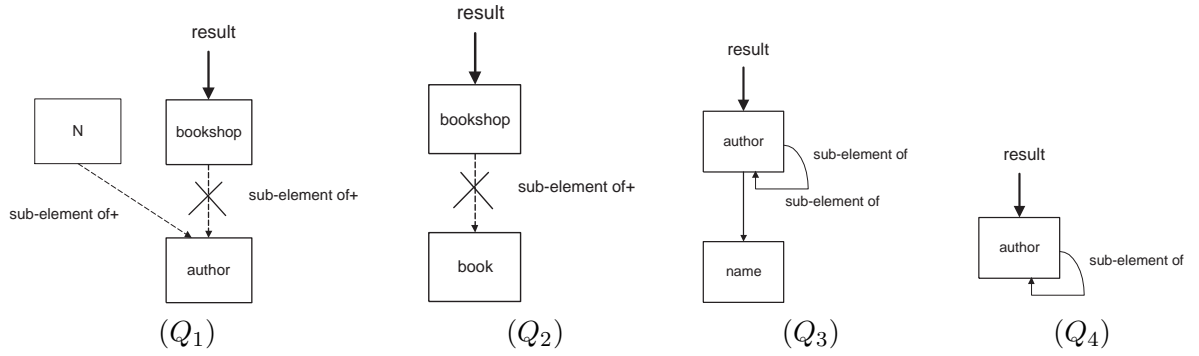 result
N
bookshop
sub-element of+
sub-element of+
author
(Q1)
result
bookshop
sub-element of+
book
(Q2)
result
author
sub-element of
sub-element of
name
(Q3)
result
author
sub-element of
(Q4)